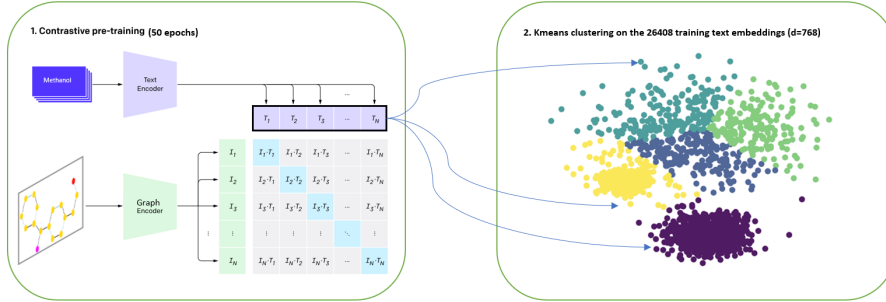 1. Contrastive pre-training (50 epochs)
Methanol
Text
Encoder
...
T1 T2 T3 ... TN
I1 I1·T1 I1·T2 I1·T3 ... I1·TN
I2 I2·T1 I2·T2 I2·T3 ... I2·TN
Graph
Encoder
I3 I3·T1 I3·T2 I3·T3 ... I3·TN
⋮ ⋮ ⋮ ⋮ ⋱ ⋮
IN IN·T1 IN·T2 IN·T3 ... IN·TN
2. Kmeans clustering on the 26408 training text embeddings (d=768)